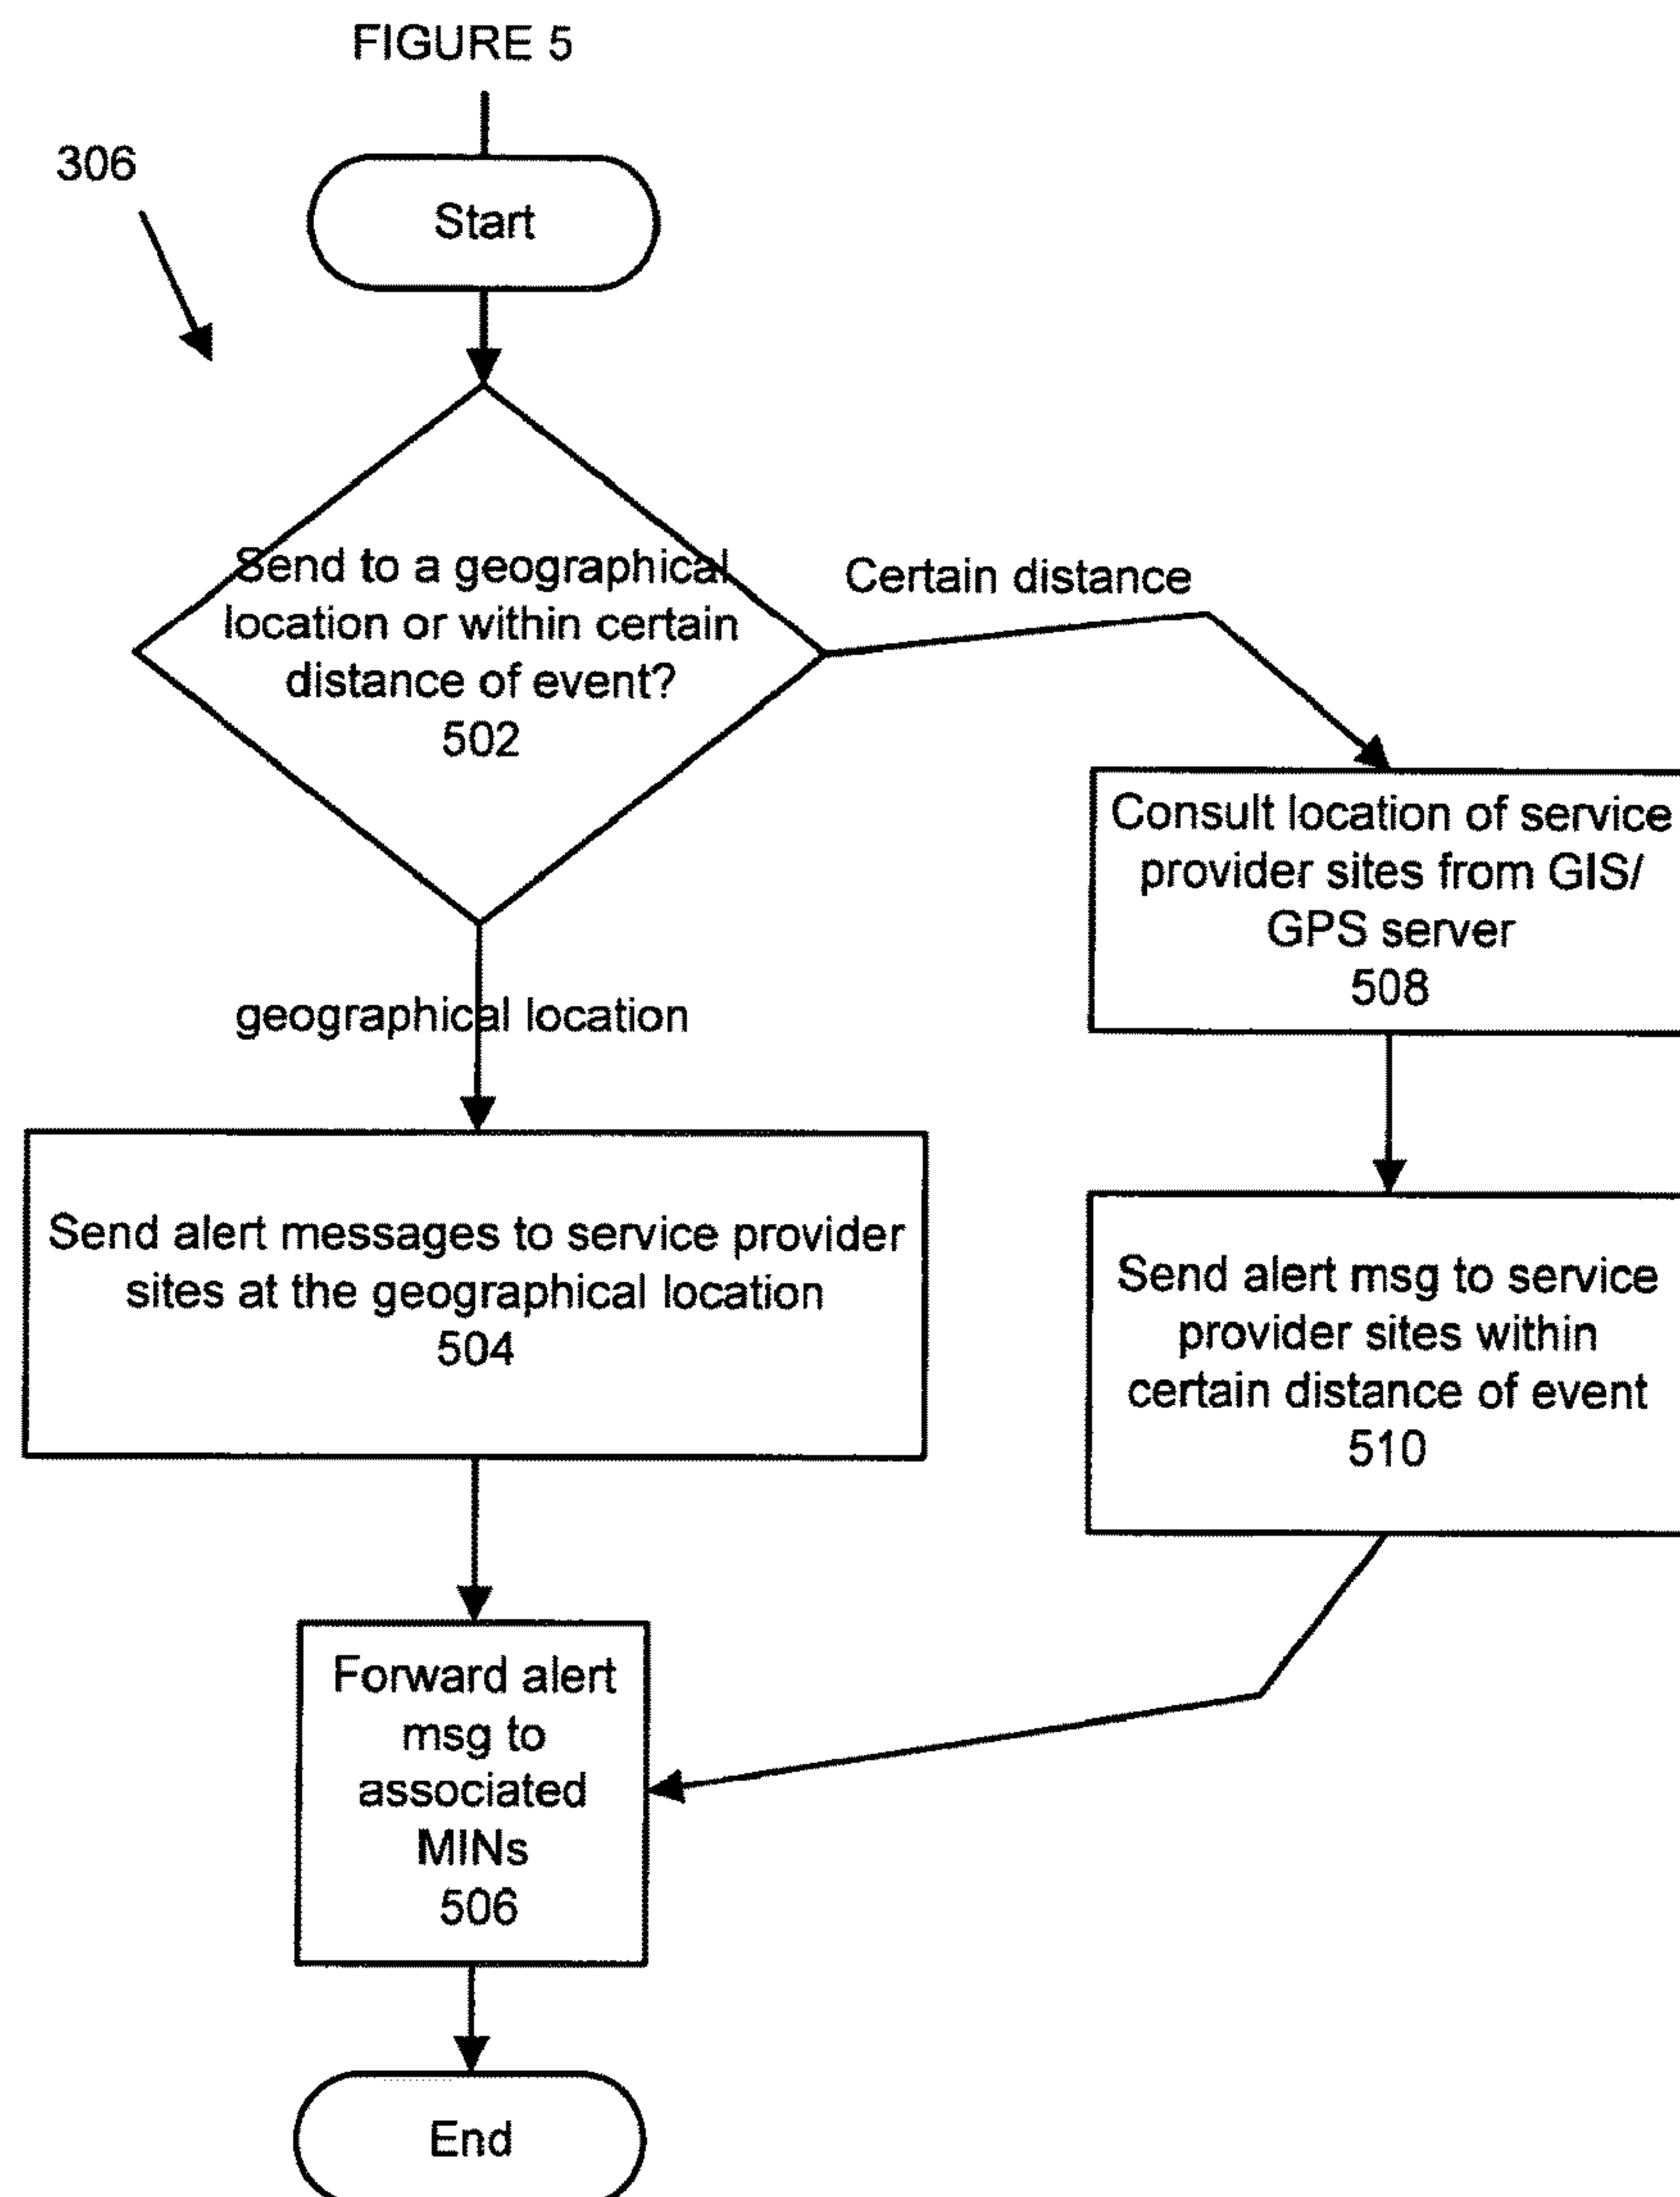 FIGURE 5
306
Start
Send to a geographical
location or within certain
distance of event?
502
Certain distance
Consult location of service
provider sites from GIS/
GPS server
508
geographical location
Send alert messages to service provider
sites at the geographical location
504
Send alert msg to service
provider sites within
certain distance of event
510
Forward alert
msg to
associated
MINs
506
End